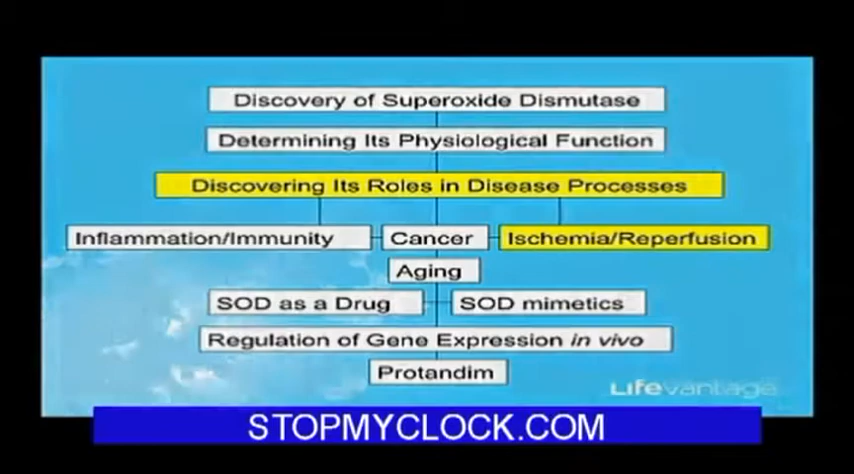 Discovery of Superoxide Dismutase
Determining Its Physiological Function
Discovering Its Roles in Disease Processes
Inflammation/Immunity Cancer Ischemia/Reperfusion
Aging
SOD as a Drug SOD mimetics
Regulation of Gene Expression in vivo
Protandim
Lifevantage
STOPMYCLOCK.COM